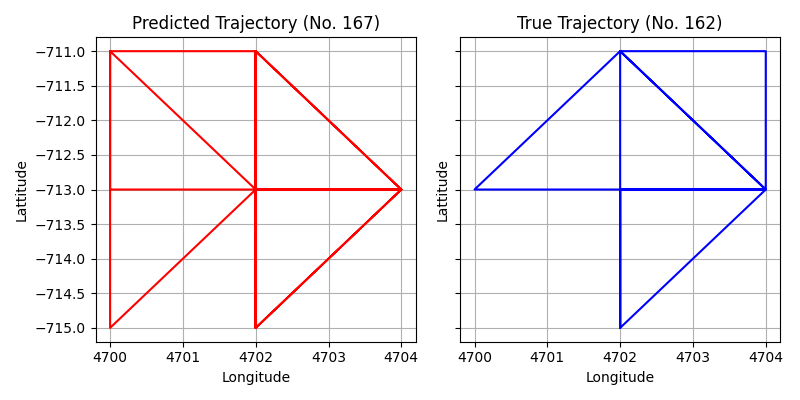 Predicted Trajectory (No. 167)
True Trajectory (No. 162)
−711.0
−711.5
−712.0
−712.5
−713.0
−713.5
−714.0
−714.5
−715.0
Lattitude
Lattitude
4700 4701 4702 4703 4704
4700 4701 4702 4703 4704
Longitude
Longitude